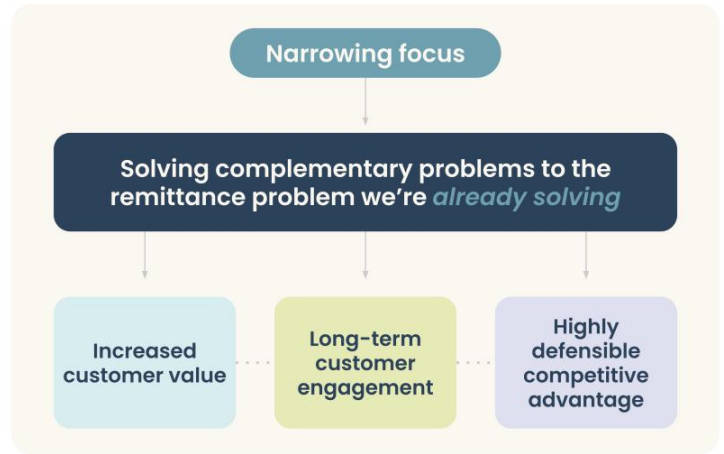 Narrowing focus
Solving complementary problems to the
remittance problem we’re already solving
Increased
customer value
Long-term
customer
engagement
Highly
defensible
competitive
advantage